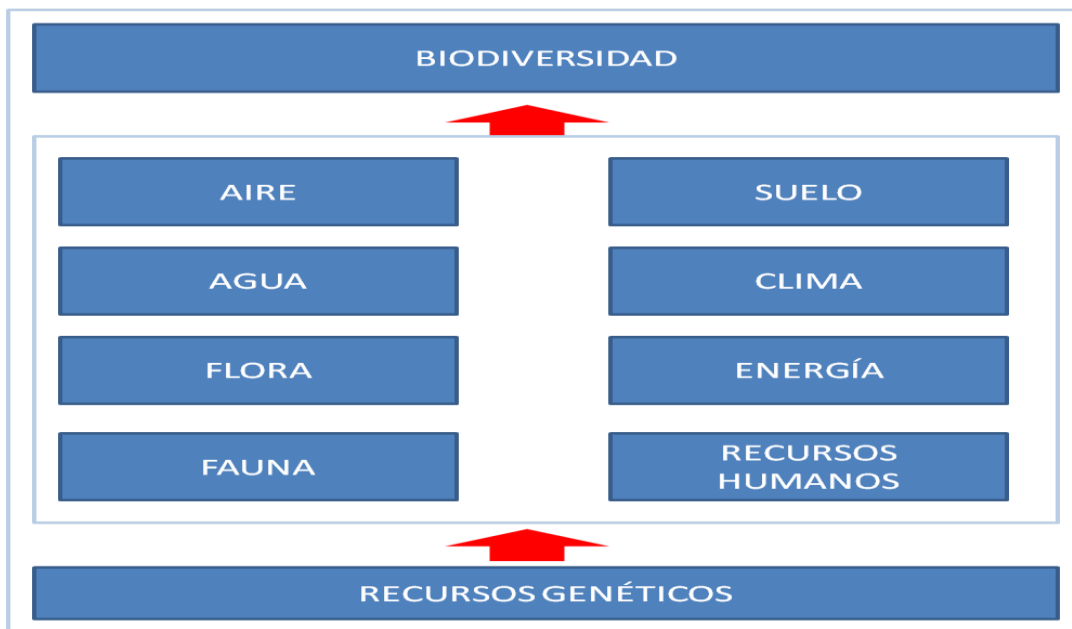 BIODIVERSIDAD
AIRE
SUELO
AGUA
CLIMA
FLORA
ENERGÍA
FAUNA
RECURSOS
HUMANOS
RECURSOS GENÉTICOS